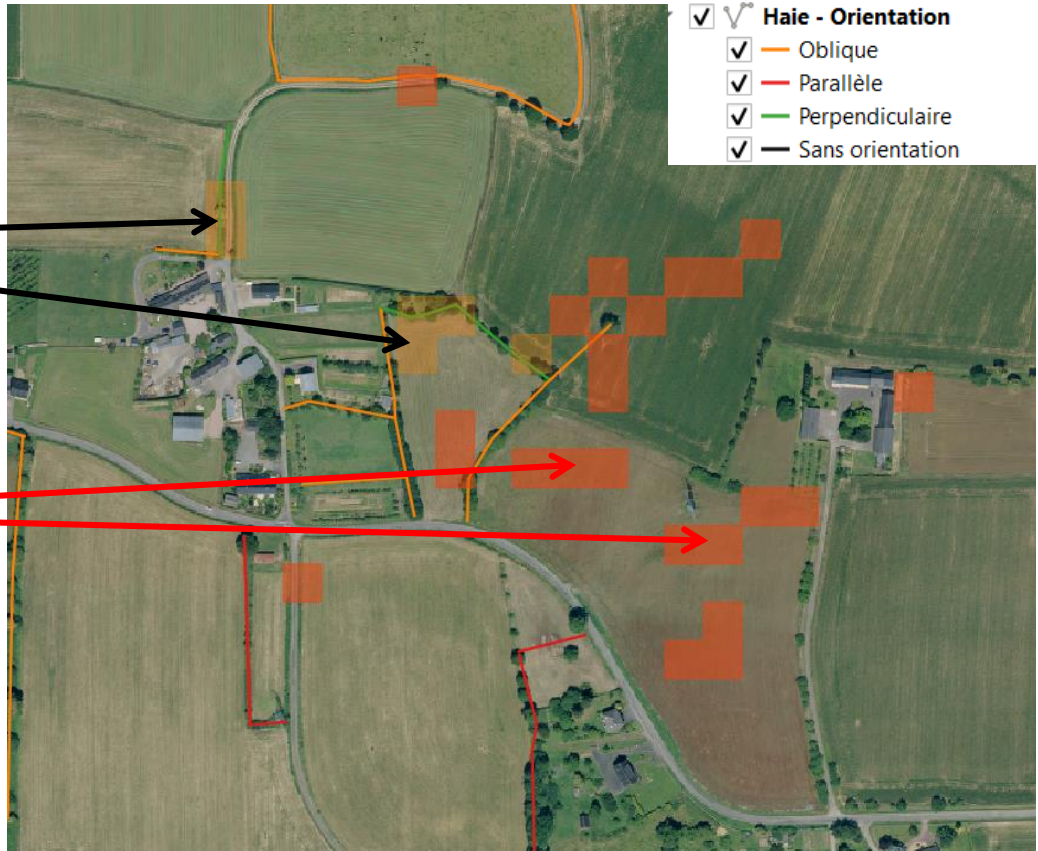 Haie - Orientation
Oblique
Parallèle
Perpendiculaire
Sans orientation